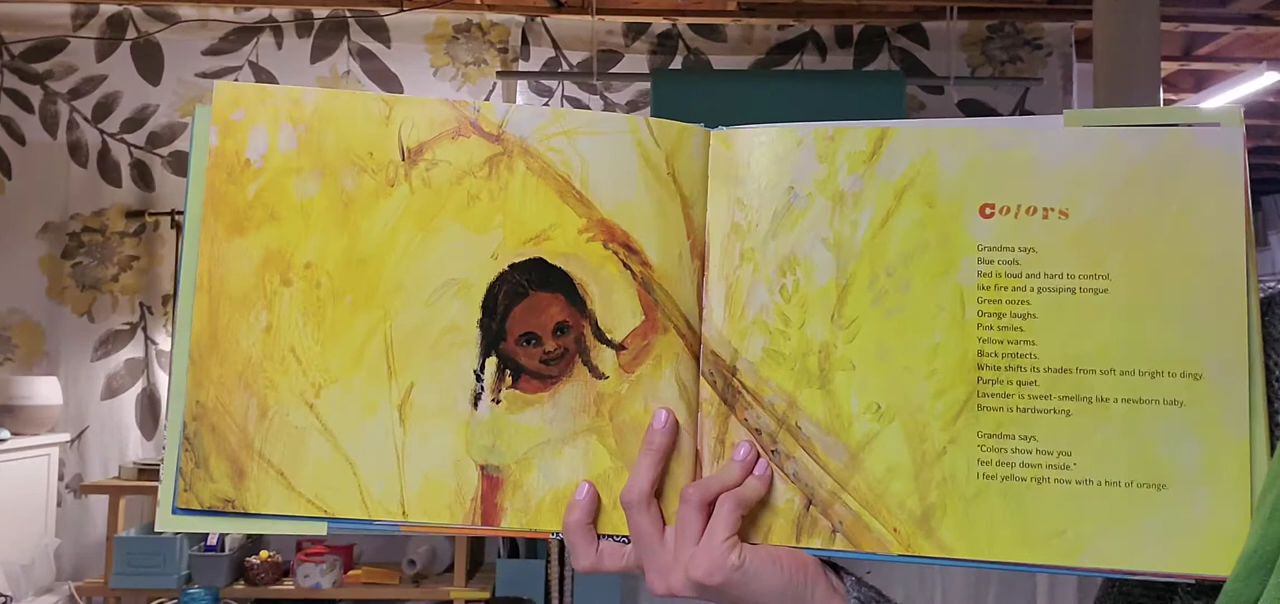 Colors
Grandma says,
Blue cools.
Red is loud and hard to control,
like fire and a gossiping tongue.
Green oozes.
Orange laughs.
Pink smiles.
Yellow warms.
Black protects.
White shifts its shades from soft and bright to dingy.
Purple is quiet.
Lavender is sweet-smelling like a newborn baby.
Brown is hardworking.
Grandma says,
"Colors show how you
feel deep down inside."
I feel yellow right now with a hint of orange.